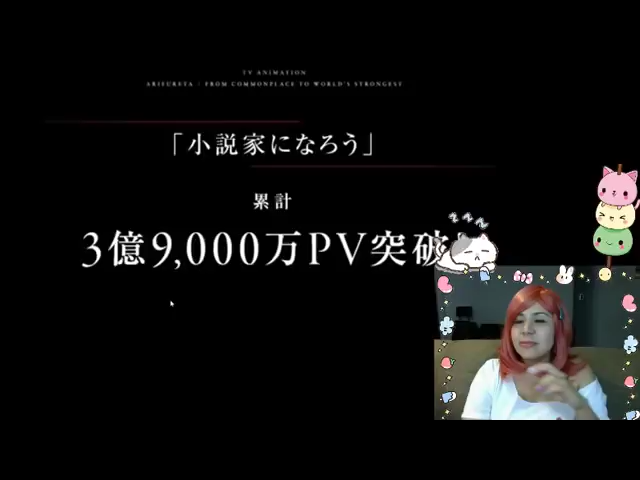 TV ANIMATION
ARIFURETA : FROM COMMONPLACE TO WORLD'S STRONGEST
「小説家になろう」
累計
3億9,000万PV突破